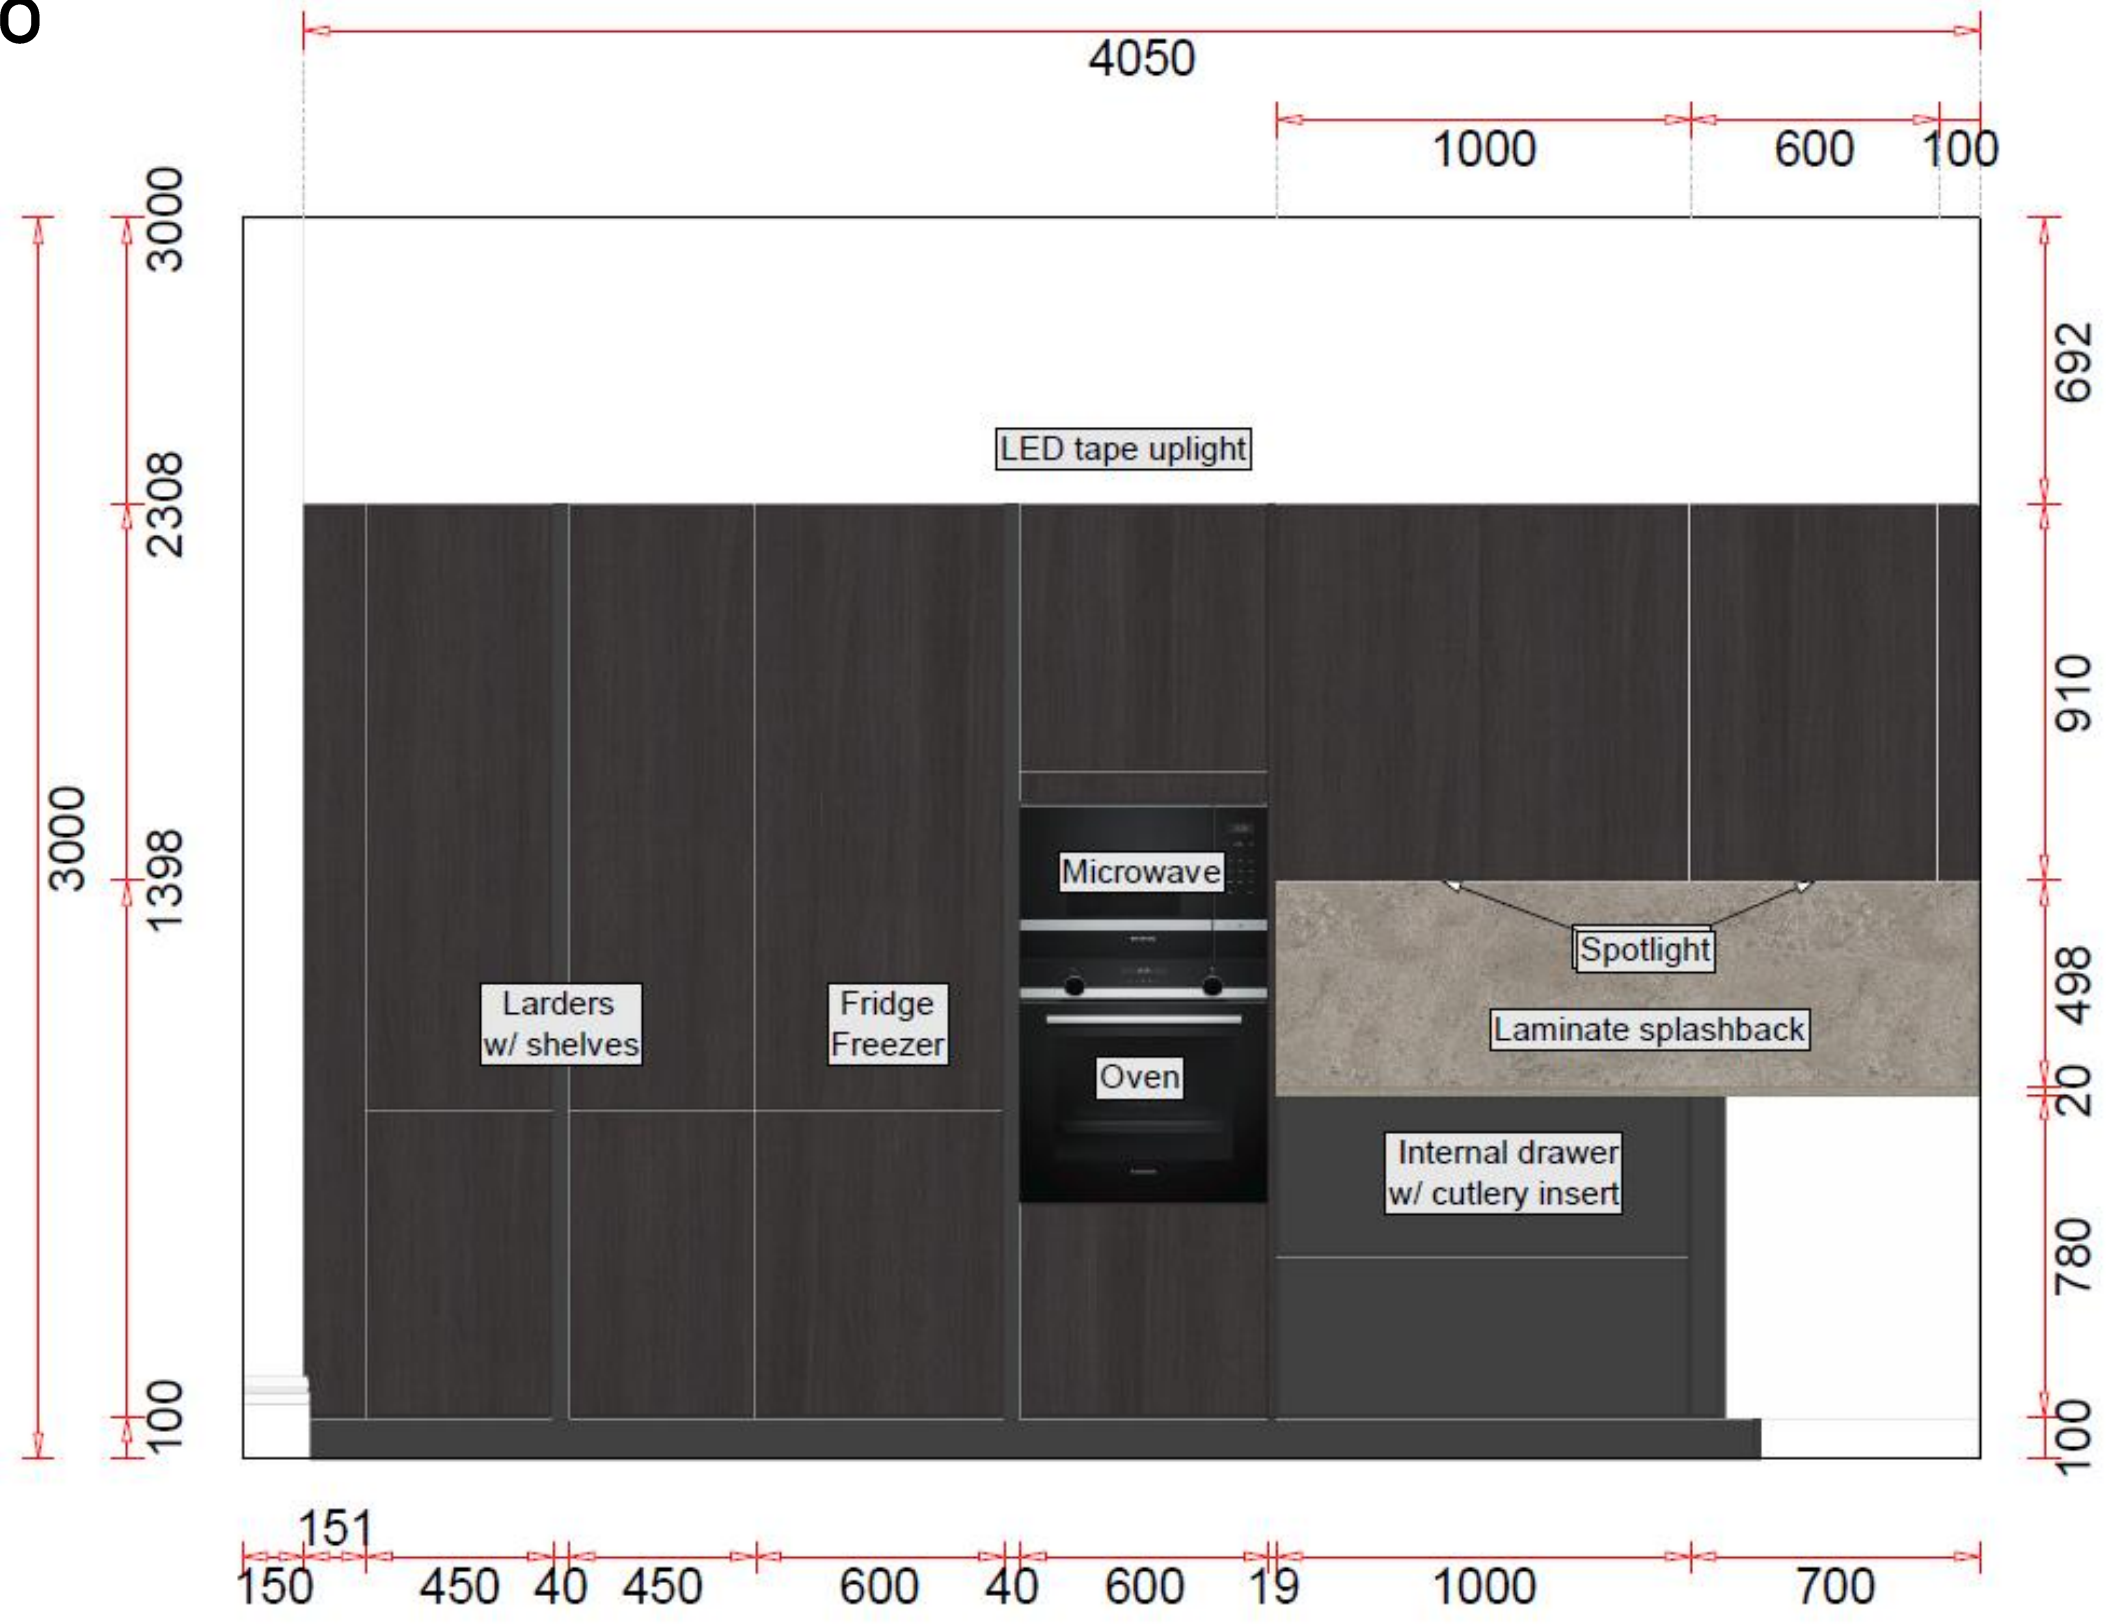 4050
1000 600 100
3000
2308
1398
100
3000
692
910
498
20
780
100
LED tape uplight
Microwave
Spotlight
Larders
w/ shelves
Fridge
Freezer
Laminate splashback
Oven
Internal drawer
w/ cutlery insert
151
150 450 40 450 600 40 600 19 1000 700